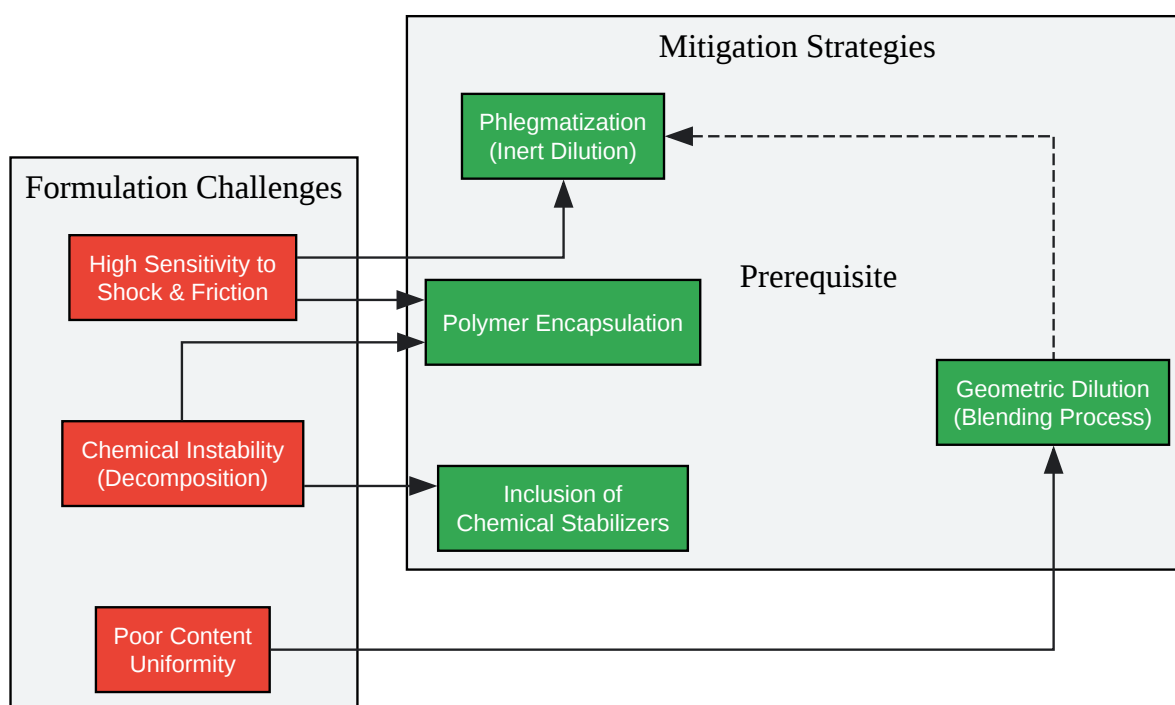 Mitigation Strategies
Phlegmatization
(Inert Dilution)
Formulation Challenges
High Sensitivity to
Shock & Friction
Prerequisite
Polymer Encapsulation
Geometric Dilution
(Blending Process)
Chemical Instability
(Decomposition)
Inclusion of
Chemical Stabilizers
Poor Content
Uniformity